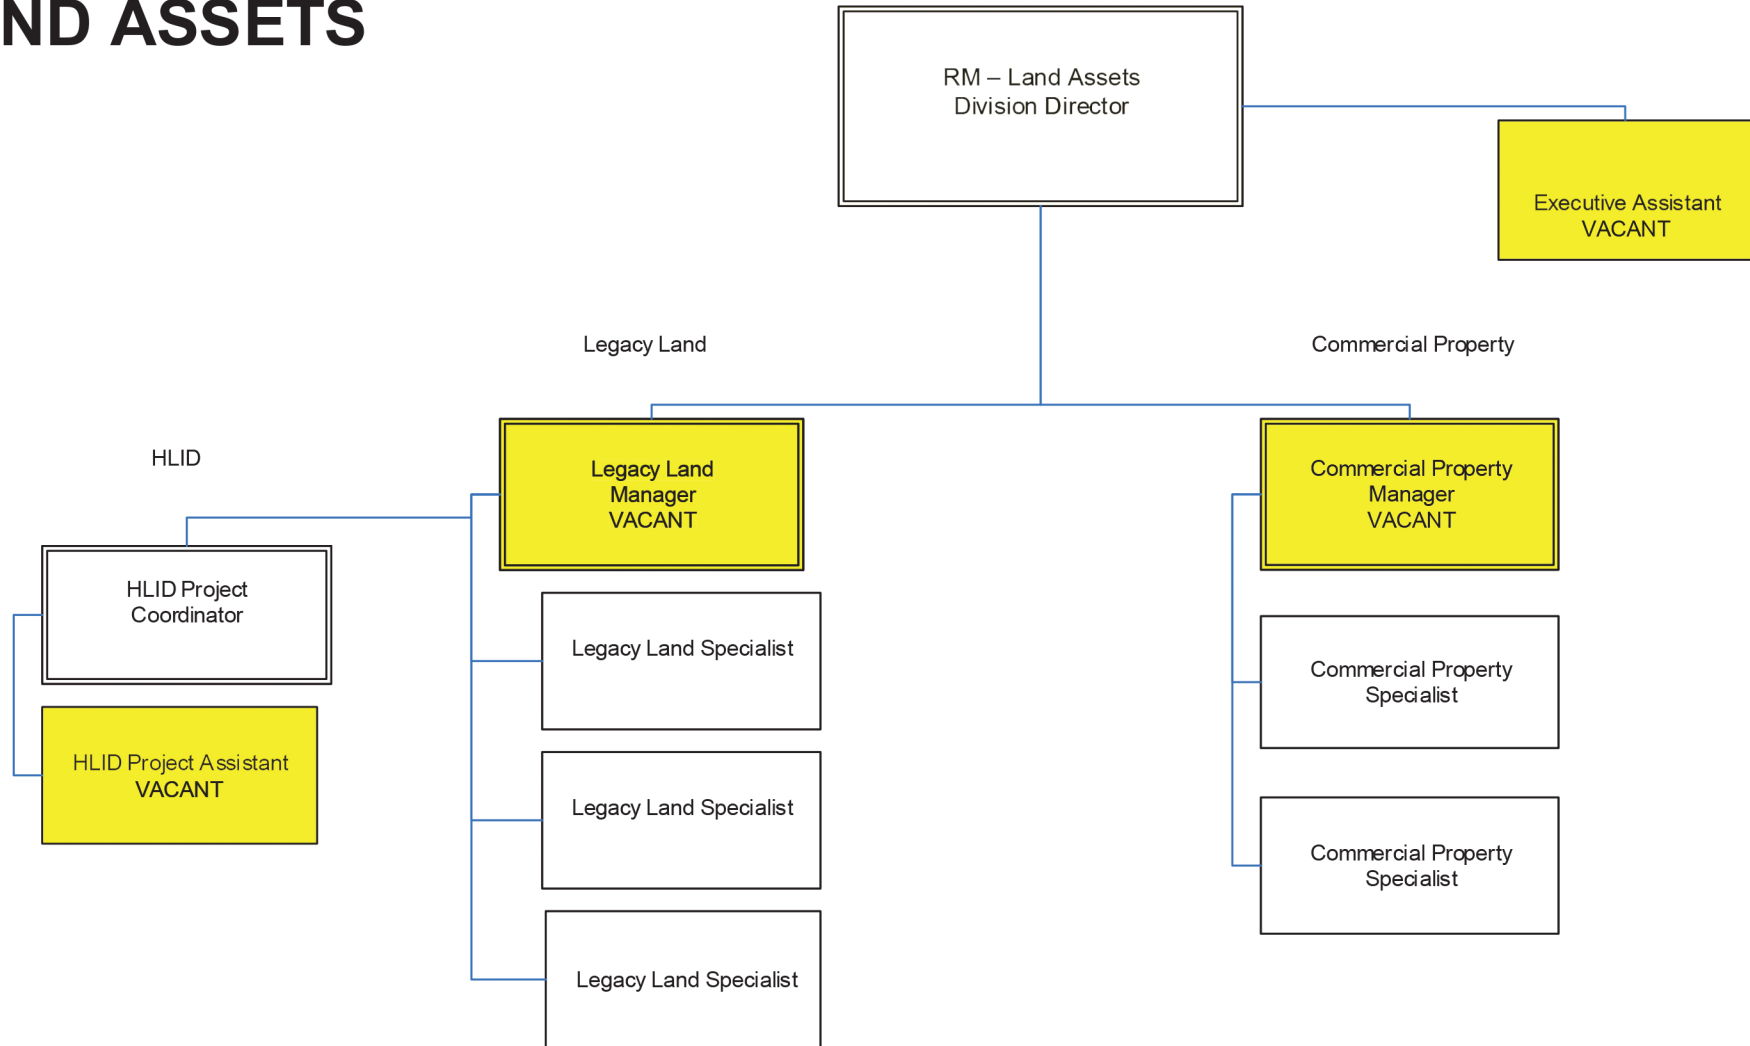 ND ASSETS
RM – Land Assets
Division Director
Executive Assistant
VACANT
Legacy Land
Commercial Property
HLID
Legacy Land
Manager
VACANT
Commercial Property
Manager
VACANT
HLID Project
Coordinator
Legacy Land Specialist
Commercial Property
Specialist
HLID Project Assistant
VACANT
Legacy Land Specialist
Commercial Property
Specialist
Legacy Land Specialist